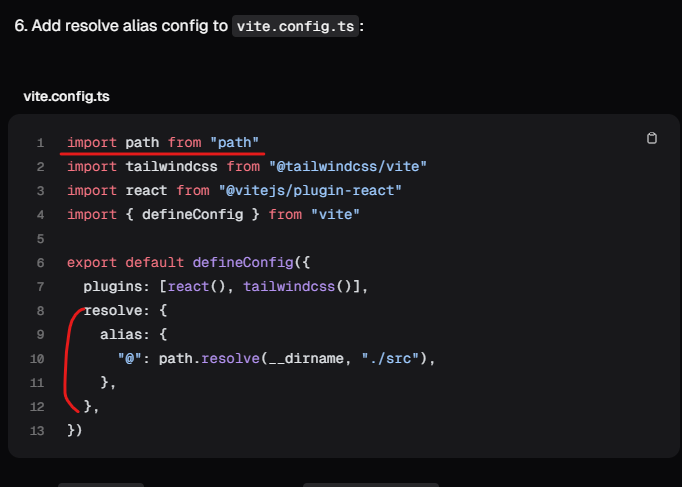 6. Add resolve alias config to vite.config.ts:
vite.config.ts
1 import path from "path"
2 import tailwindcss from "@tailwindcss/vite"
3 import react from "@vitejs/plugin-react"
4 import { defineConfig } from "vite"
5
6 export default defineConfig({
7   plugins: [react(), tailwindcss()],
8   resolve: {
9     alias: {
10       "@": path.resolve(__dirname, "./src"),
11     },
12   },
13 })